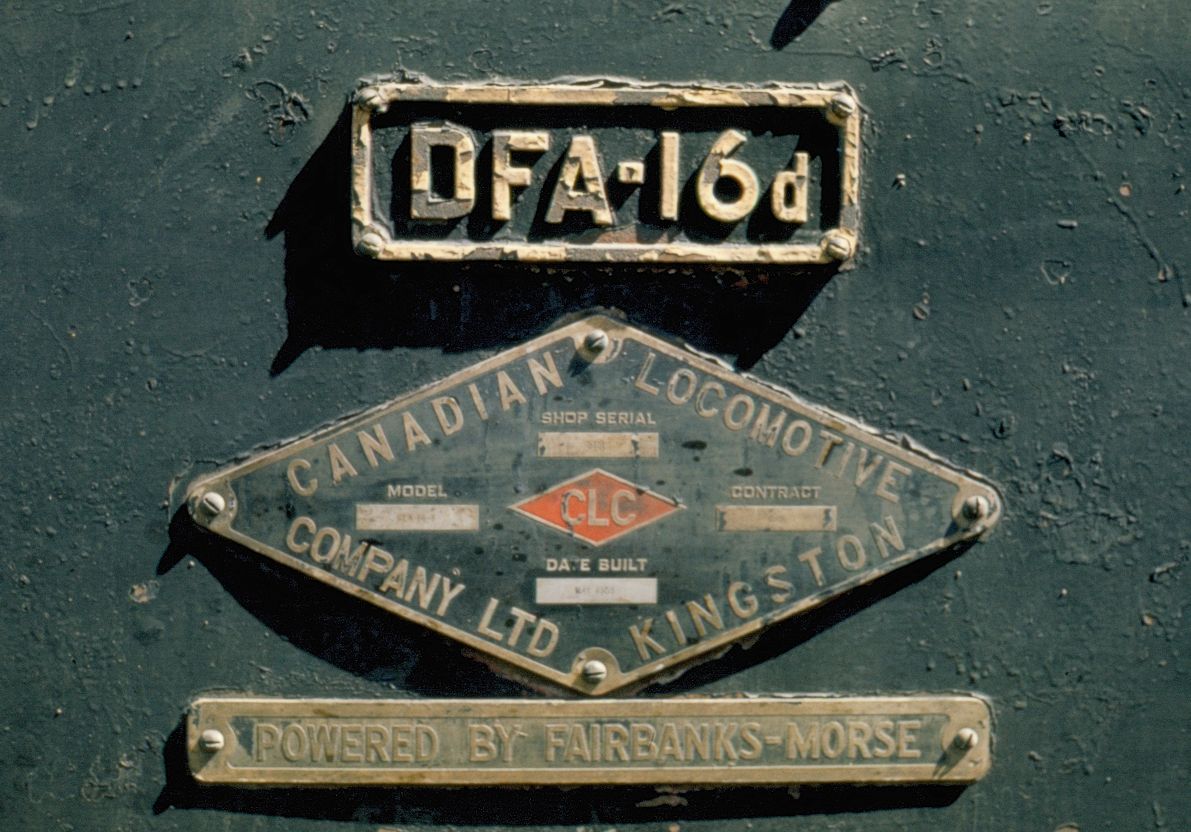 DFA-16d
CANADIAN LOCOMOTIVE
SHOP SERIAL
MODEL
CLC
CONTRACT
DATE BUILT
COMPANY LTD KINGSTON
POWERED BY FAIRBANKS-MORSE